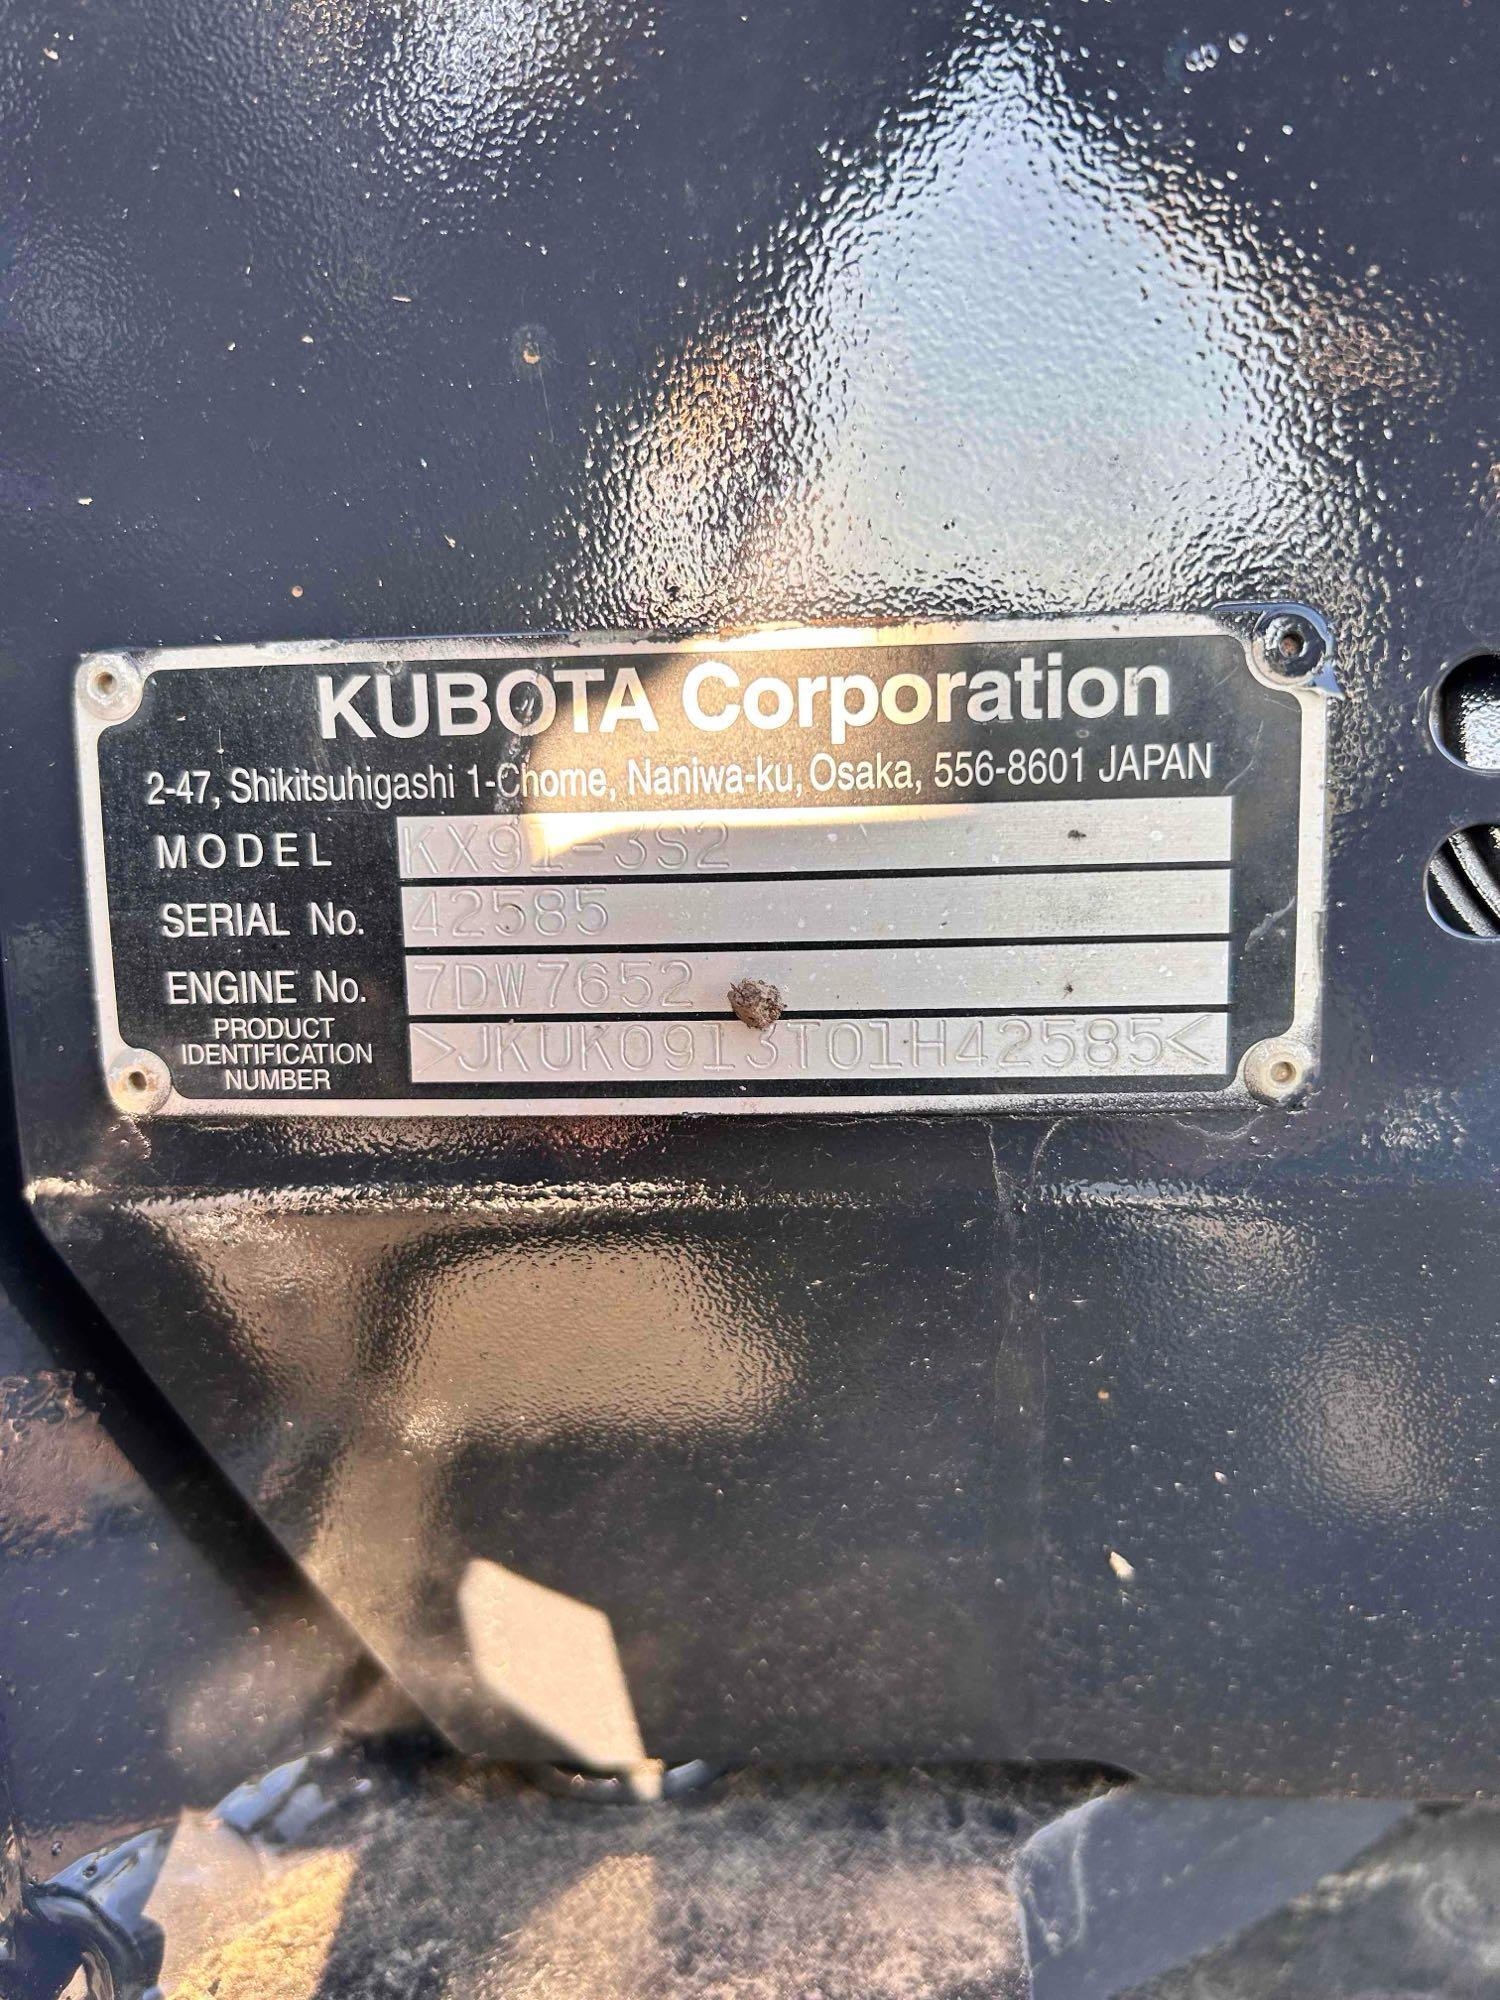 KUBOTA Corporation
2-47, Shikitsuhigashi 1-Chome, Naniwa-ku, Osaka, 556-8601 JAPAN
MODEL KX91-3S2
SERIAL No. 42585
ENGINE No. 7DW7652
PRODUCT
IDENTIFICATION
NUMBER >JKUK0913T01H42585<